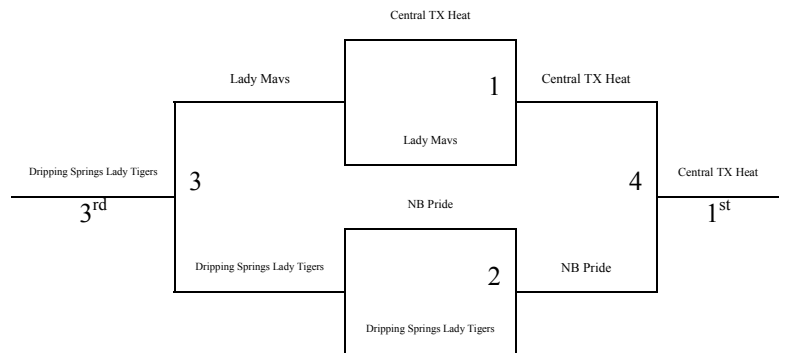 Central TX Heat
Lady Mavs
1
Central TX Heat
Lady Mavs
Dripping Springs Lady Tigers
3
4
Central TX Heat
3rd
NB Pride
1st
Dripping Springs Lady Tigers
2
NB Pride
Dripping Springs Lady Tigers